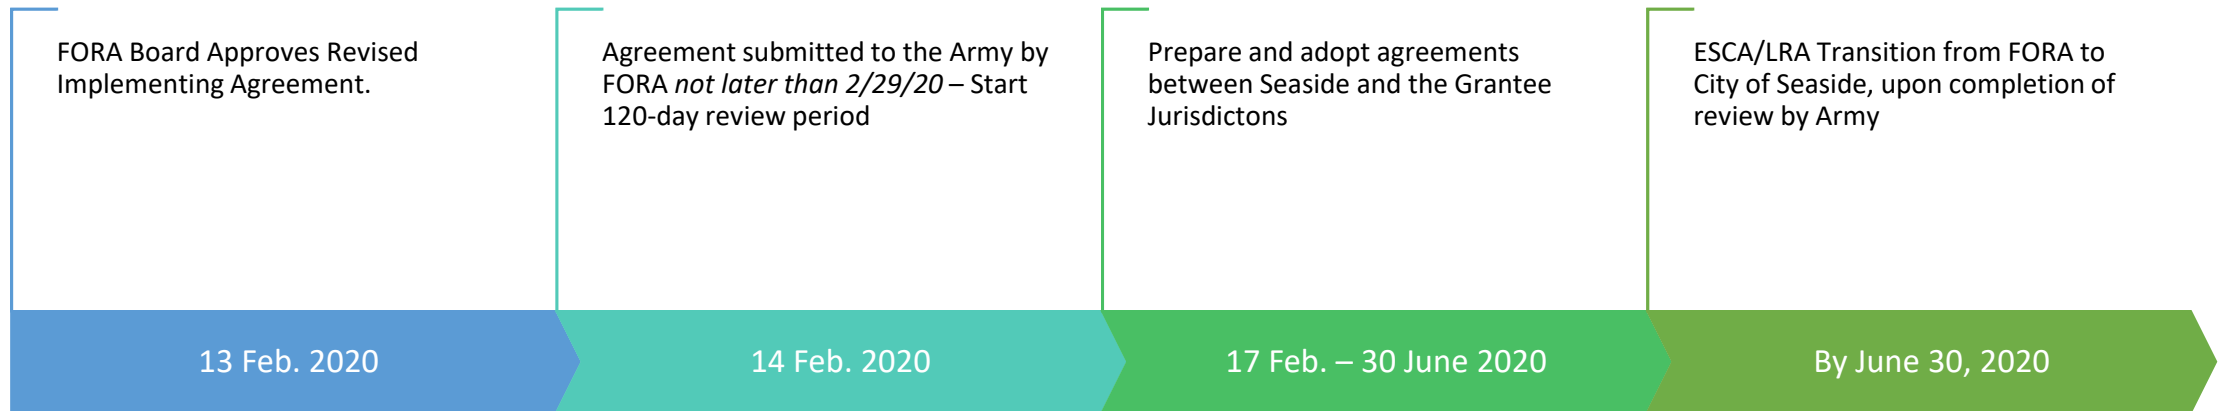 FORA Board Approves Revised
Implementing Agreement.
Agreement submitted to the Army by
FORA not later than 2/29/20 – Start
120-day review period
Prepare and adopt agreements
between Seaside and the Grantee
Jurisdictons
ESCA/LRA Transition from FORA to
City of Seaside, upon completion of
review by Army
13 Feb. 2020
14 Feb. 2020
17 Feb. – 30 June 2020
By June 30, 2020